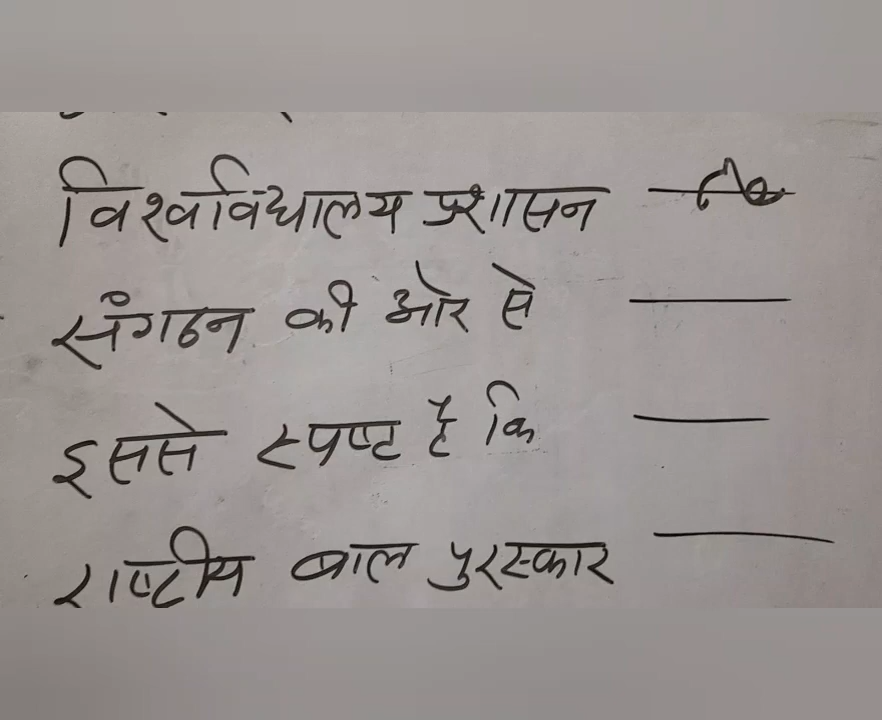 विश्वविद्यालय प्रशासन —
संगठन की ओर से —
इससे स्पष्ट है कि —
राष्ट्रीय बाल पुरस्कार —